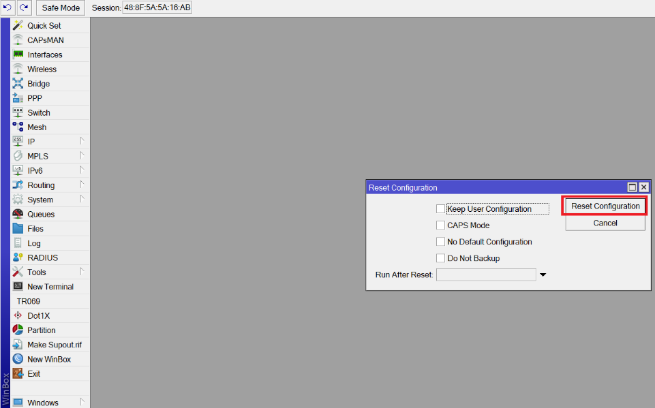 Safe Mode Session: 48:8F:5A:5A:16:AB
Quick Set
CAPsMAN
Interfaces
Wireless
Bridge
PPP
Switch
Mesh
IP
MPLS
IPv6
Routing
System
Queues
Files
Log
RADIUS
Tools
New Terminal
TR069
Dot1X
Partition
Make Supout.rif
New WinBox
Exit
Windows
WinBox
Reset Configuration
Keep User Configuration
CAPS Mode
No Default Configuration
Do Not Backup
Run After Reset:
Reset Configuration
Cancel